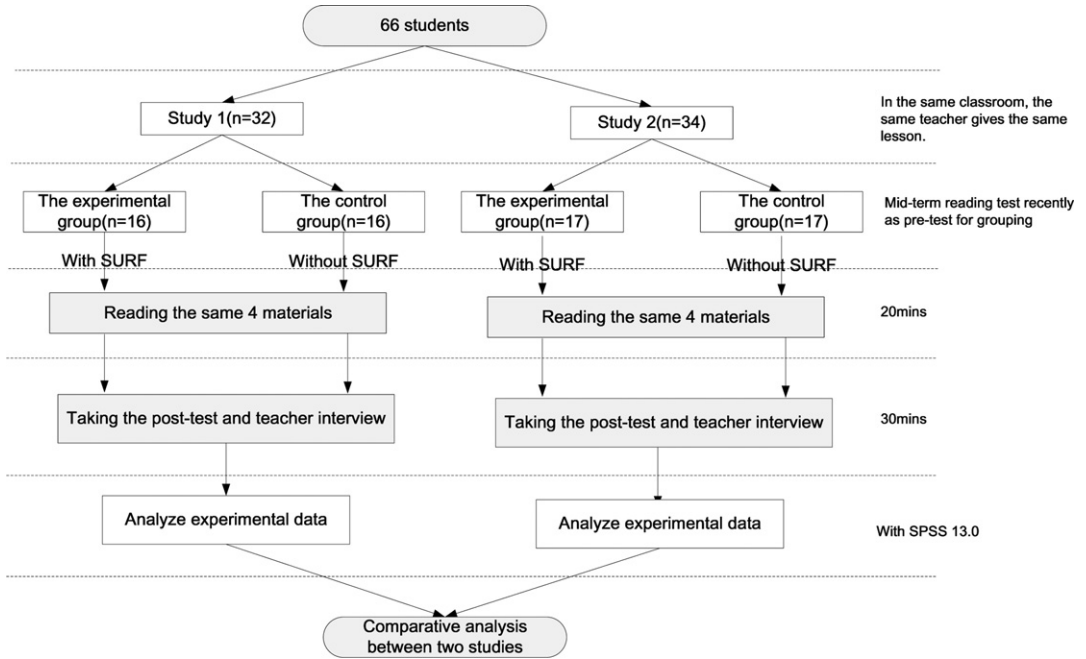 66 students
Study 1(n=32)
Study 2(n=34)
In the same classroom, the
same teacher gives the same
lesson.
The experimental
group(n=16)
The control
group(n=16)
The experimental
group(n=17)
The control
group(n=17)
Mid-term reading test recently
as pre-test for grouping
With SURF
Without SURF
With SURF
Without SURF
Reading the same 4 materials
Reading the same 4 materials
20mins
Taking the post-test and teacher interview
Taking the post-test and teacher interview
30mins
Analyze experimental data
Analyze experimental data
With SPSS 13.0
Comparative analysis
between two studies